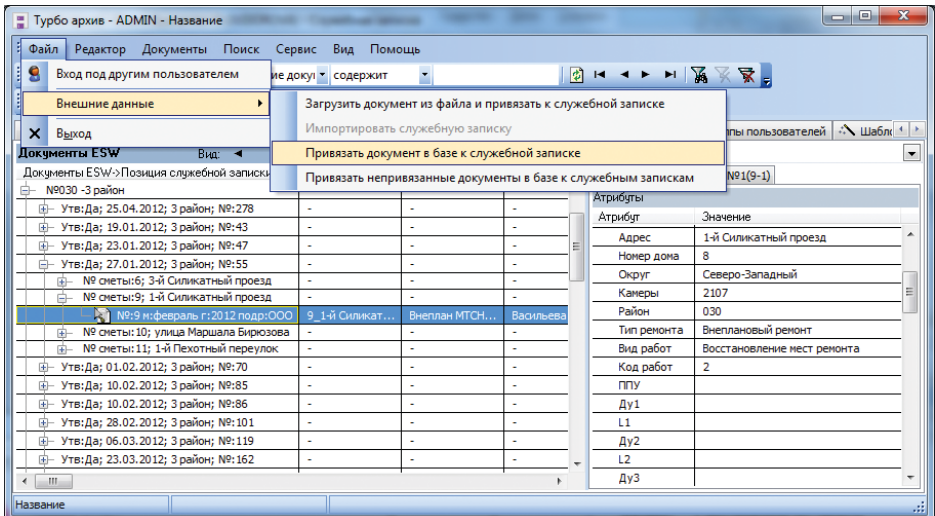 Турбо архив - ADMIN - Название
Файл Редактор Документы Поиск Сервис Вид Помощь
Вход под другим пользователем
содержит
Внешние данные
Выход
Загрузить документ из файла и привязать к служебной записке
Импортировать служебную записку
Привязать документ в базе к служебной записке
Привязать непривязанные документы в базе к служебным запискам
пользователей
Документы ESW Вид:
№1(9-1)
Документы ESW->Позиция служебной записки
№030 -3 район
Утв:Да; 25.04.2012; 3 район; №:278 - - -
Утв:Да; 19.01.2012; 3 район; №:43 - - -
Утв:Да; 23.01.2012; 3 район; №:47 - - -
Утв:Да; 27.01.2012; 3 район; №:55 - - -
№ сметы:6; 3-й Силикатный проезд - - -
№ сметы:9; 1-й Силикатный проезд - - -
№:9 м:февраль г:2012 подр:ООО 9_1-й Силикат... Внеплан МТСН... Васильева
№ сметы:10; улица Маршала Бирюзова - - -
№ сметы:11; 1-й Пехотный переулок - - -
Утв:Да; 01.02.2012; 3 район; №:70 - - -
Утв:Да; 10.02.2012; 3 район; №:85 - - -
Утв:Да; 10.02.2012; 3 район; №:86 - - -
Утв:Да; 28.02.2012; 3 район; №:101 - - -
Утв:Да; 06.03.2012; 3 район; №:119 - - -
Утв:Да; 23.03.2012; 3 район; №:162 - - -
Атрибуты
Атрибут Значение
Адрес 1-й Силикатный проезд
Номер дома 8
Округ Северо-Западный
Камеры 2107
Район 030
Тип ремонта Внеплановый ремонт
Вид работ Восстановление мест ремонта
Код работ 2
ППУ
Ду1
L1
Ду2
L2
Ду3
Название